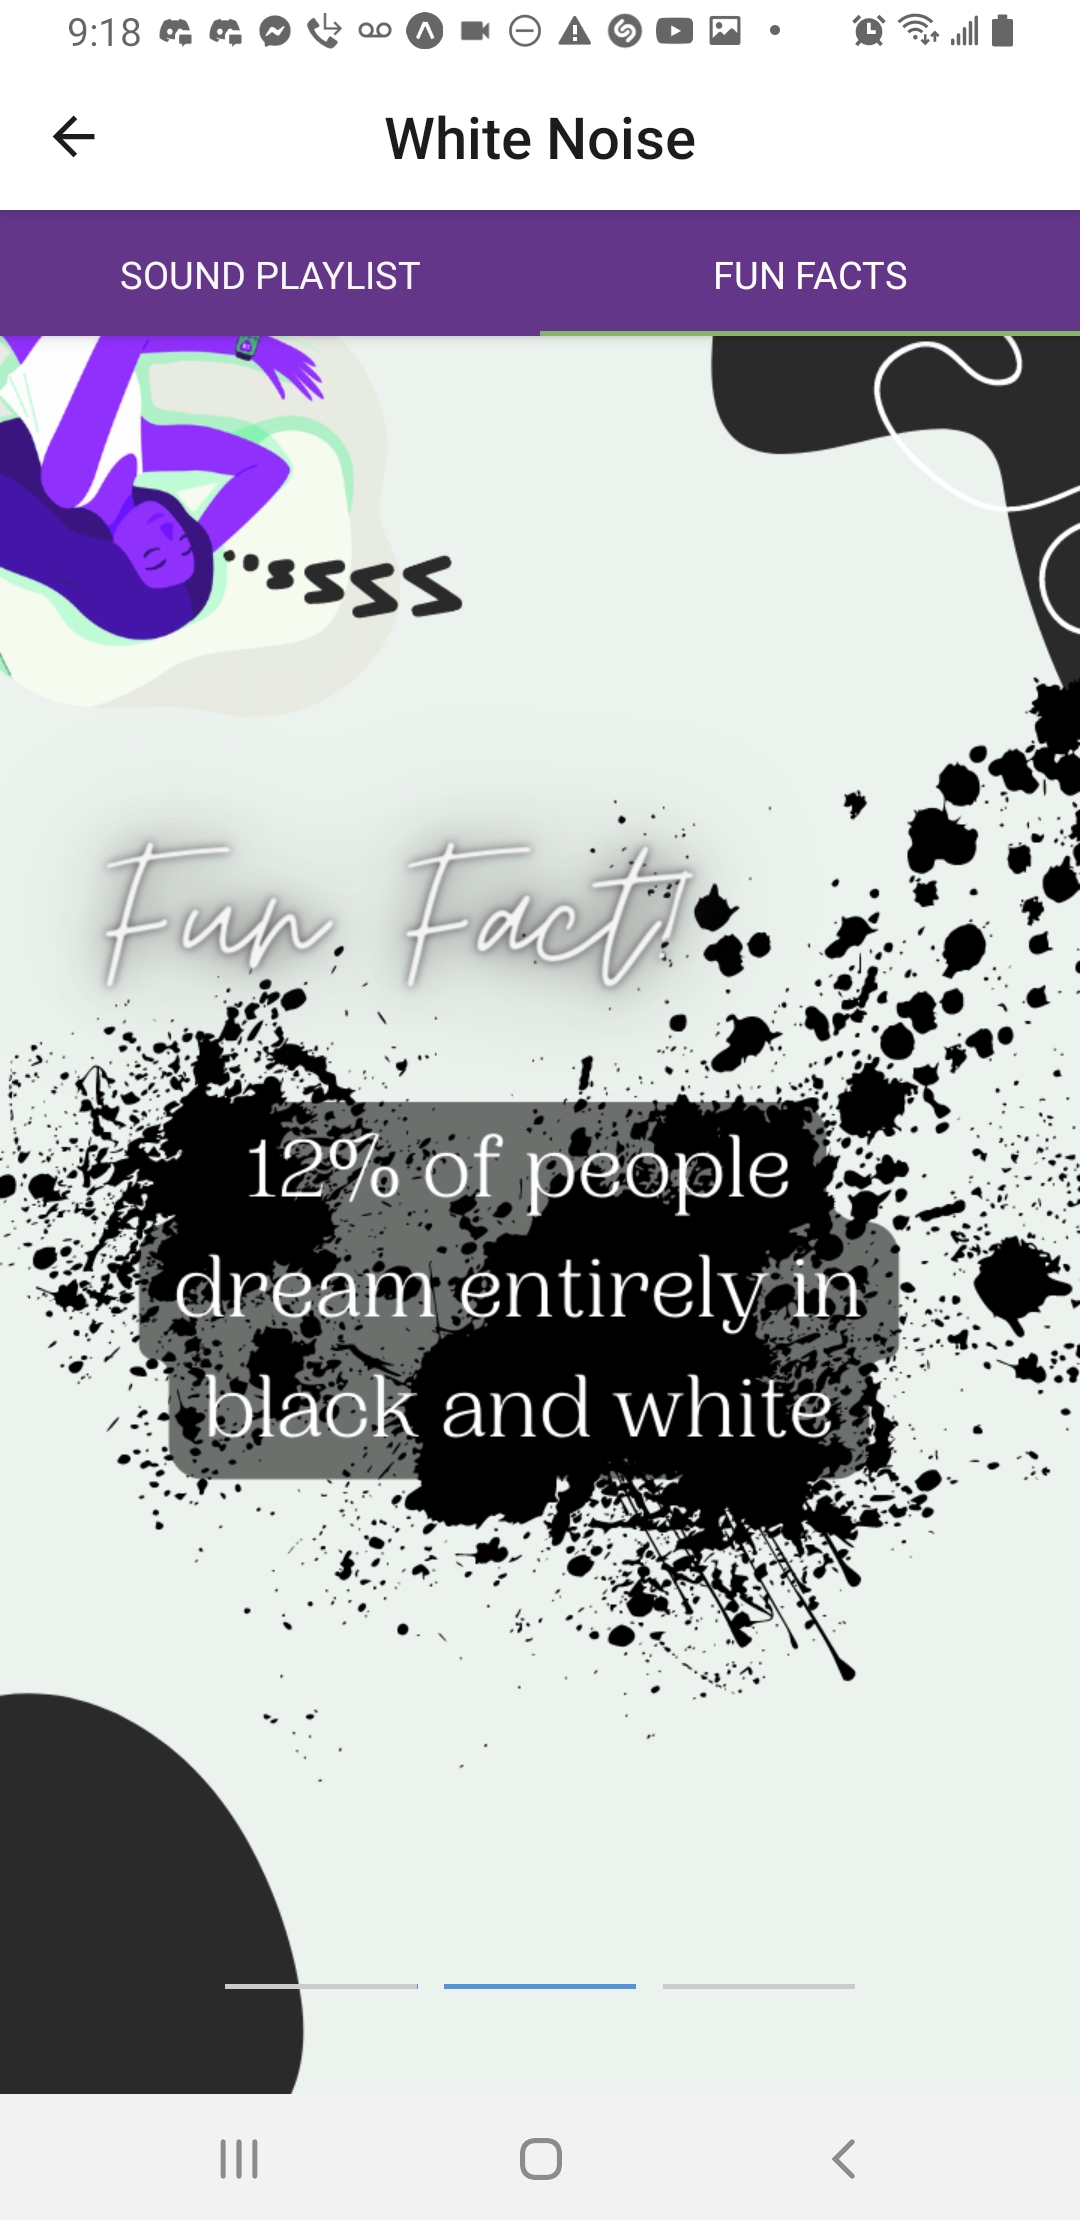 9:18
White Noise
SOUND PLAYLIST
FUN FACTS
Fun Fact!
12% of people
dream entirely in
black and white